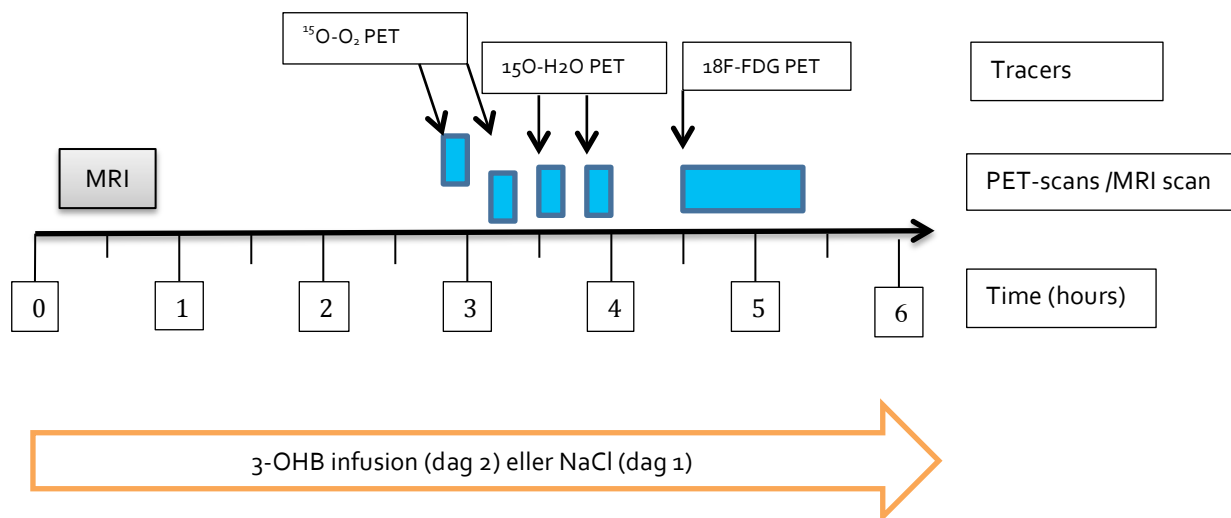 ¹⁵O-O₂ PET
15O-H2O PET
18F-FDG PET
Tracers
MRI
PET-scans /MRI scan
0
1
2
3
4
5
6
Time (hours)
3-OHB infusion (dag 2) eller NaCl (dag 1)